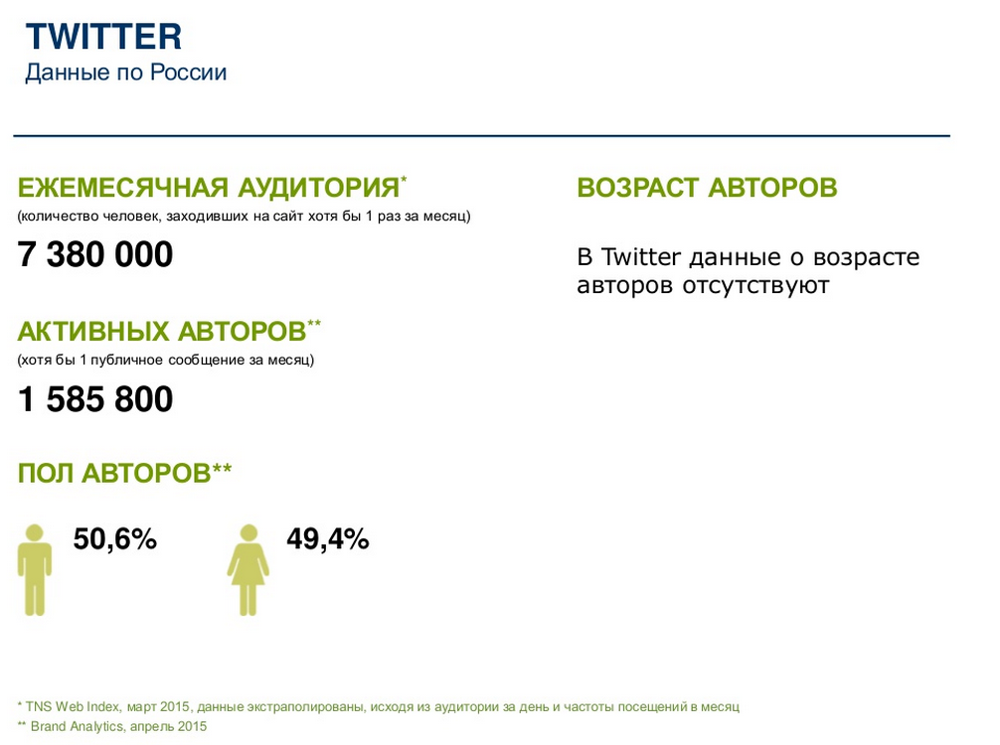 TWITTER
Данные по России
ЕЖЕМЕСЯЧНАЯ АУДИТОРИЯ*
(количество человек, заходивших на сайт хотя бы 1 раз за месяц)
7 380 000
АКТИВНЫХ АВТОРОВ**
(хотя бы 1 публичное сообщение за месяц)
1 585 800
ПОЛ АВТОРОВ**
50,6% 49,4%
ВОЗРАСТ АВТОРОВ
В Twitter данные о возрасте
авторов отсутствуют
* TNS Web Index, март 2015, данные экстраполированы, исходя из аудитории за день и частоты посещений в месяц
** Brand Analytics, апрель 2015